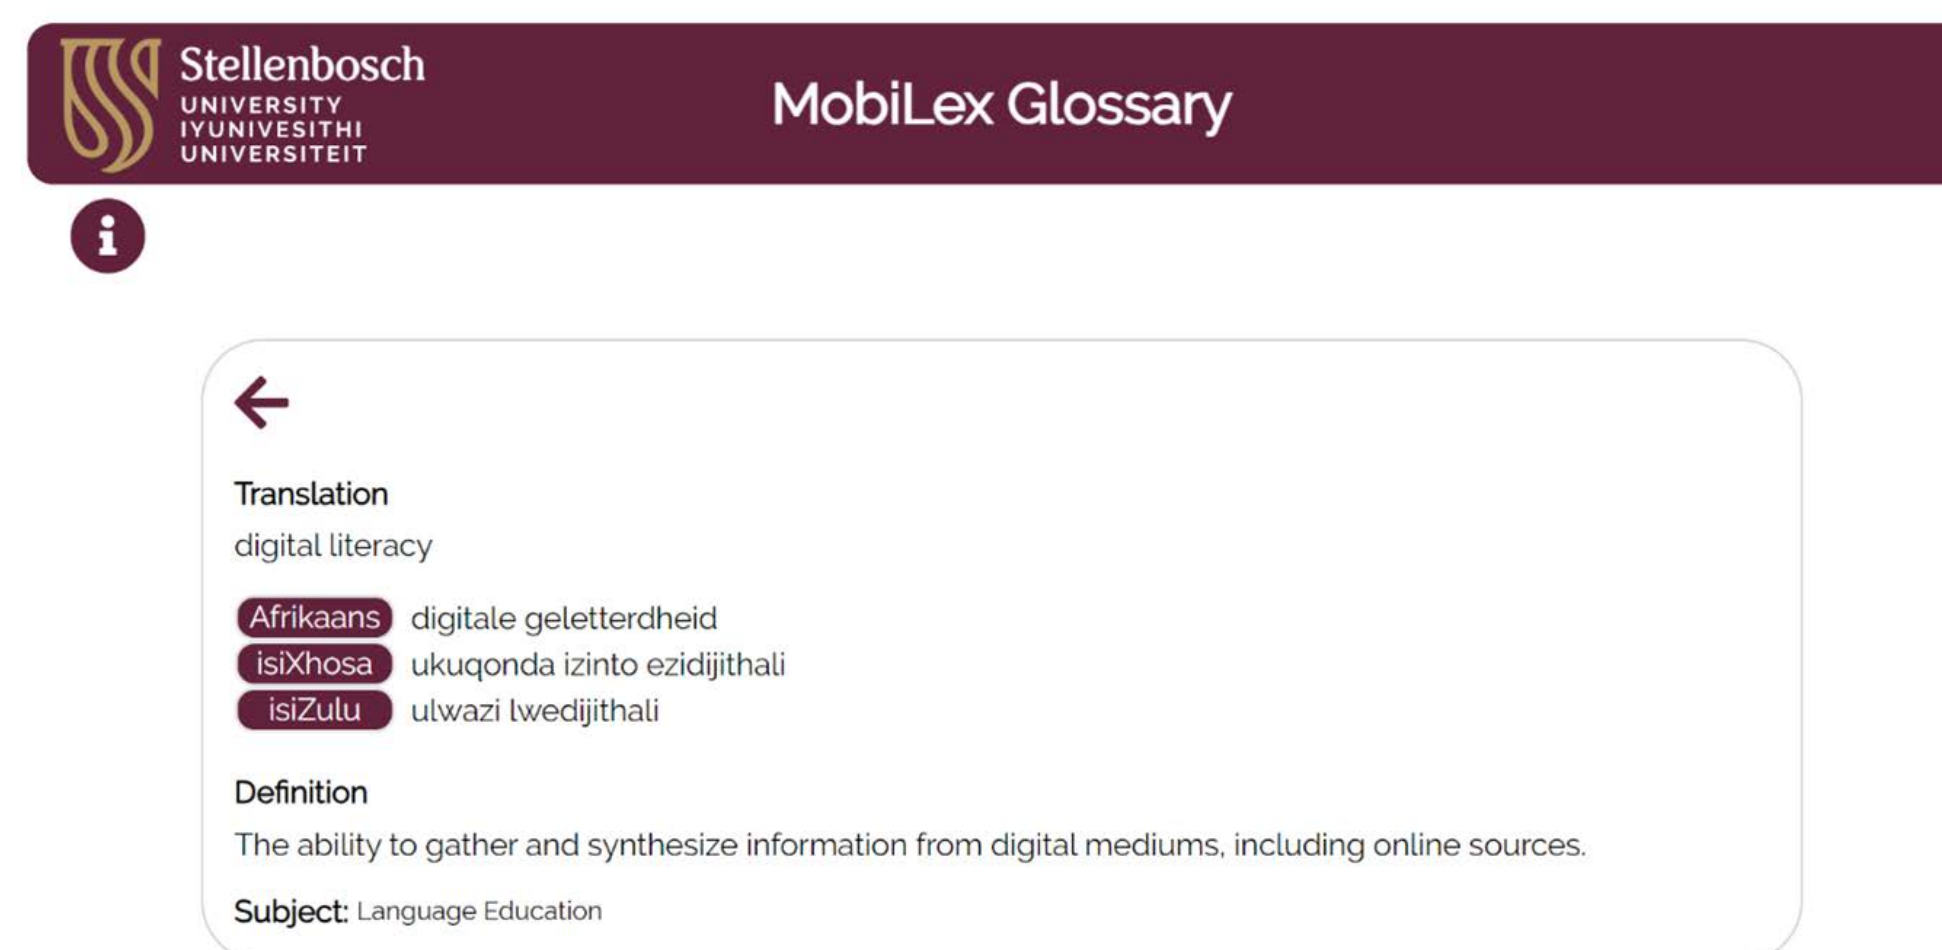 Stellenbosch
UNIVERSITY
IYUNIVESITHI
UNIVERSITEIT
MobiLex Glossary
Translation
digital literacy
Afrikaans digitale geletterdheid
isiXhosa ukuqonda izinto ezidijithali
isiZulu ulwazi lwedijithali
Definition
The ability to gather and synthesize information from digital mediums, including online sources.
Subject: Language Education